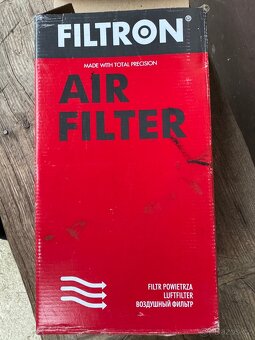 FILTRON®
MADE WITH TOTAL PRECISION
AIR
FILTER
FILTR POWIETRZA
LUFTFILTER
ВОЗДУШНЫЙ ФИЛЬТР